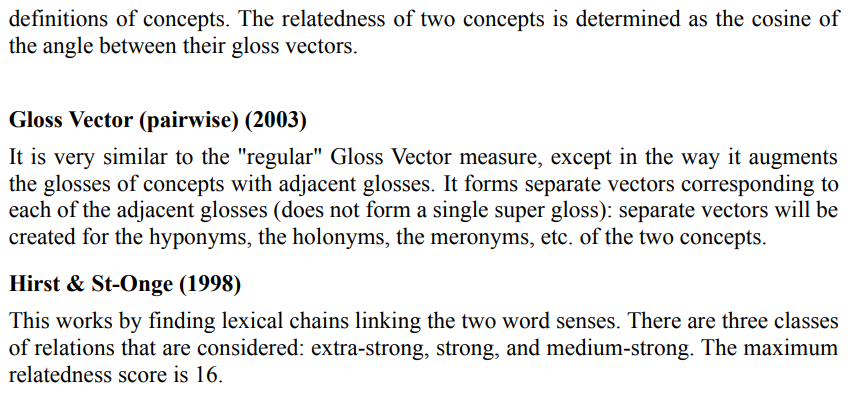 definitions of concepts. The relatedness of two concepts is determined as the cosine of
the angle between their gloss vectors.
Gloss Vector (pairwise) (2003)
It is very similar to the "regular" Gloss Vector measure, except in the way it augments
the glosses of concepts with adjacent glosses. It forms separate vectors corresponding to
each of the adjacent glosses (does not form a single super gloss): separate vectors will be
created for the hyponyms, the holonyms, the meronyms, etc. of the two concepts.
Hirst & St-Onge (1998)
This works by finding lexical chains linking the two word senses. There are three classes
of relations that are considered: extra-strong, strong, and medium-strong. The maximum
relatedness score is 16.